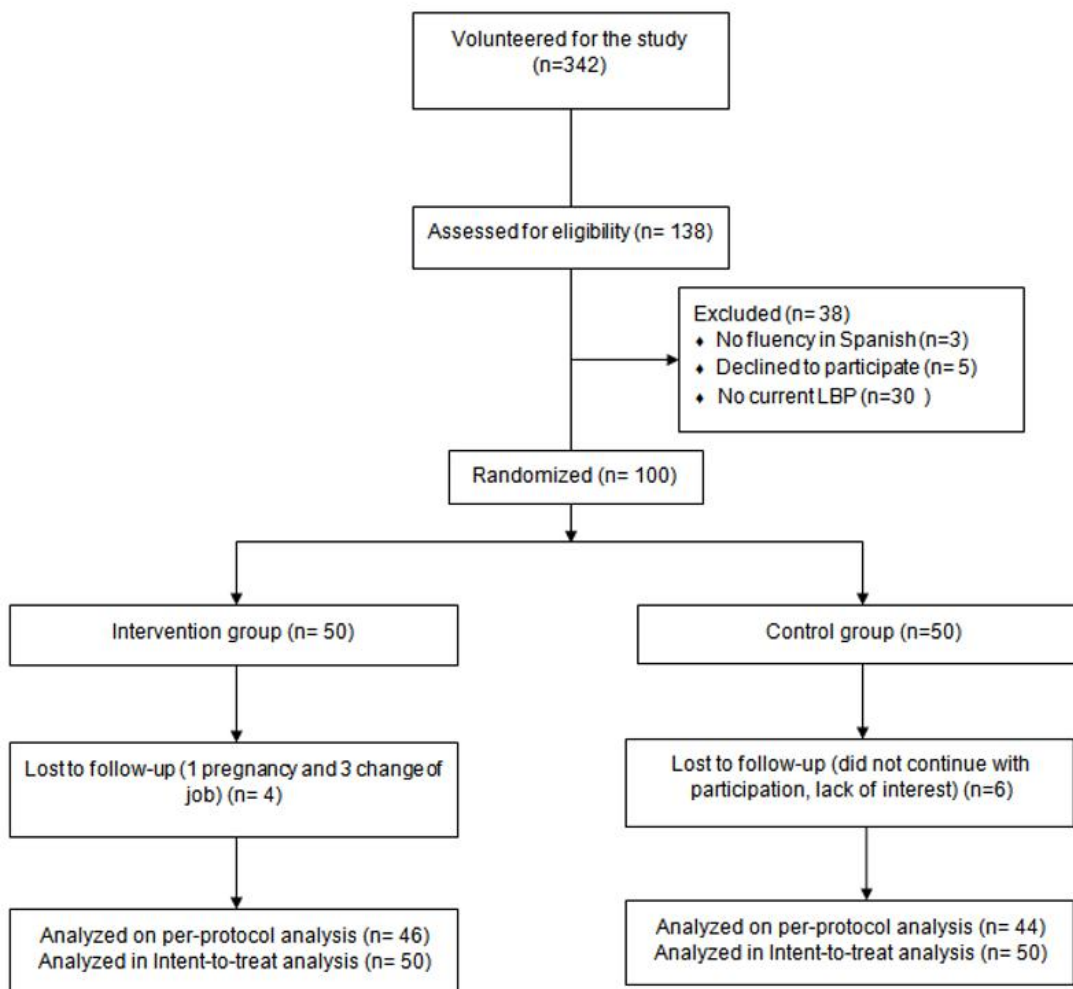 Volunteered for the study
(n=342)
Assessed for eligibility (n= 138)
Excluded (n= 38)
♦ No fluency in Spanish (n=3)
♦ Declined to participate (n= 5)
♦ No current LBP (n=30 )
Randomized (n= 100)
Intervention group (n= 50)
Control group (n=50)
Lost to follow-up (1 pregnancy and 3 change of
job) (n= 4)
Lost to follow-up (did not continue with
participation, lack of interest) (n=6)
Analyzed on per-protocol analysis (n= 46)
Analyzed in Intent-to-treat analysis (n= 50)
Analyzed on per-protocol analysis (n= 44)
Analyzed in Intent-to-treat analysis (n= 50)